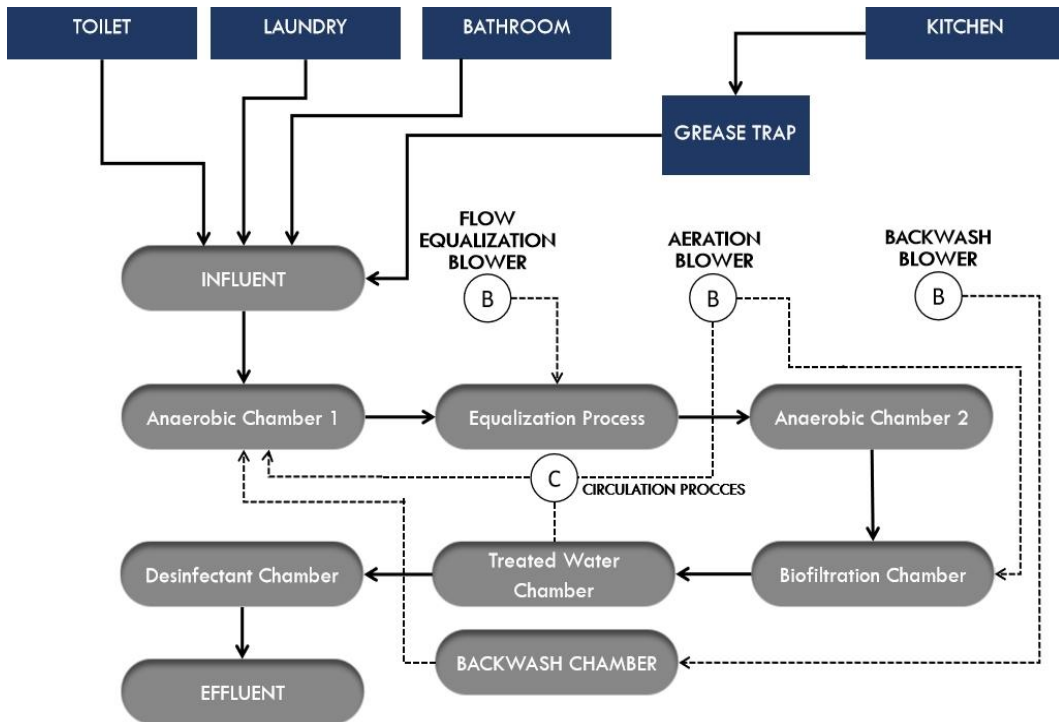 TOILET
LAUNDRY
BATHROOM
KITCHEN
GREASE TRAP
FLOW
EQUALIZATION
BLOWER
B
AERATION
BLOWER
B
BACKWASH
BLOWER
B
INFLUENT
Anaerobic Chamber 1
Equalization Process
Anaerobic Chamber 2
C
CIRCULATION PROCCES
Desinfectant Chamber
Treated Water
Chamber
Biofiltration Chamber
BACKWASH CHAMBER
EFFLUENT